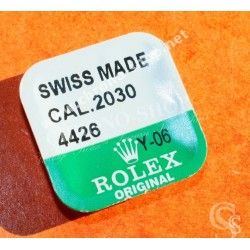 SWISS MADE
CAL.2030
4426
Y-06
ROLEX
ORIGINAL